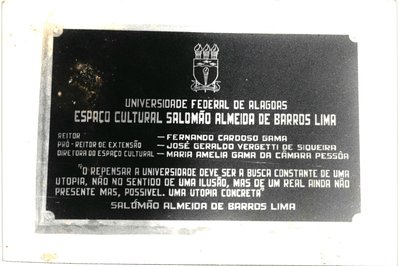 UNIVERSIDADE FEDERAL DE ALAGOAS
ESPAÇO CULTURAL SALOMÃO ALMEIDA DE BARROS LIMA
REITOR — FERNANDO CARDOSO GAMA
PRÓ-REITOR DE EXTENSÃO — JOSÉ GERALDO VERGETTI DE SIQUEIRA
DIRETORA DO ESPAÇO CULTURAL — MARIA AMELIA GAMA DA CÂMARA PESSÔA
"O REPENSAR A UNIVERSIDADE DEVE SER A BUSCA CONSTANTE DE UMA
UTOPIA, NÃO NO SENTIDO DE UMA ILUSÃO, MAS DE UM REAL AINDA NÃO
PRESENTE MAS, POSSIVEL. UMA UTOPIA CONCRETA"
SALOMÃO ALMEIDA DE BARROS LIMA